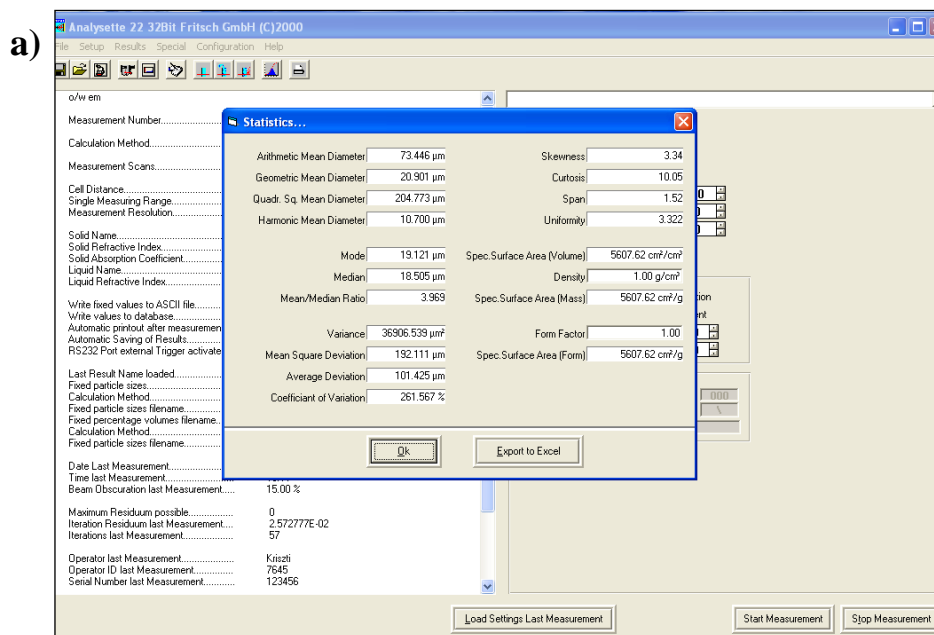 a)
Analysette 22 32Bit Fritsch GmbH (C)2000
File Setup Results Special Configuration Help
o/w em
Measurement Number
Calculation Method
Measurement Scans
Cell Distance
Single Measuring Range
Measurement Resolution
Solid Name
Solid Refractive Index
Solid Absorption Coefficient
Liquid Name
Liquid Refractive Index
Write fixed values to ASCII file
Write values to database
Automatic printout after measuremen
Automatic Saving of Results
RS232 Port external Trigger activate
Last Result Name loaded
Fixed particle sizes
Calculation Method
Fixed particle sizes filename
Fixed percentage volumes filename
Calculation Method
Fixed particle sizes filename
Date Last Measurement
Time last Measurement
Beam Obscuration last Measurement..... 15.00 %
Maximum Residuum possible................. 0
Iteration Residuum last Measurement.... 2.572777E-02
Iterations last Measurement................. 57
Operator last Measurement.................... Kriszti
Operator ID last Measurement............... 7645
Serial Number last Measurement............ 123456
Statistics...
Arithmetic Mean Diameter 73.446 µm
Geometric Mean Diameter 20.901 µm
Quadr. Sq. Mean Diameter 204.773 µm
Harmonic Mean Diameter 10.700 µm
Mode 19.121 µm
Median 18.505 µm
Mean/Median Ratio 3.969
Variance 36906.539 µm²
Mean Square Deviation 192.111 µm
Average Deviation 101.425 µm
Coefficiant of Variation 261.567 %
Skewness 3.34
Curtosis 10.05
Span 1.52
Uniformity 3.322
Spec.Surface Area (Volume) 5607.62 cm²/cm³
Density 1.00 g/cm³
Spec.Surface Area (Mass) 5607.62 cm²/g
Form Factor 1.00
Spec.Surface Area (Form) 5607.62 cm²/g
Ok
Export to Excel
000
\
Load Settings Last Measurement
Start Measurement
Stop Measurement